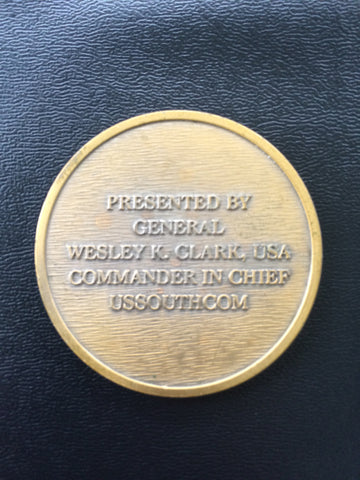 PRESENTED BY
GENERAL
WESLEY K. CLARK, USA
COMMANDER IN CHIEF
USSOUTHCOM